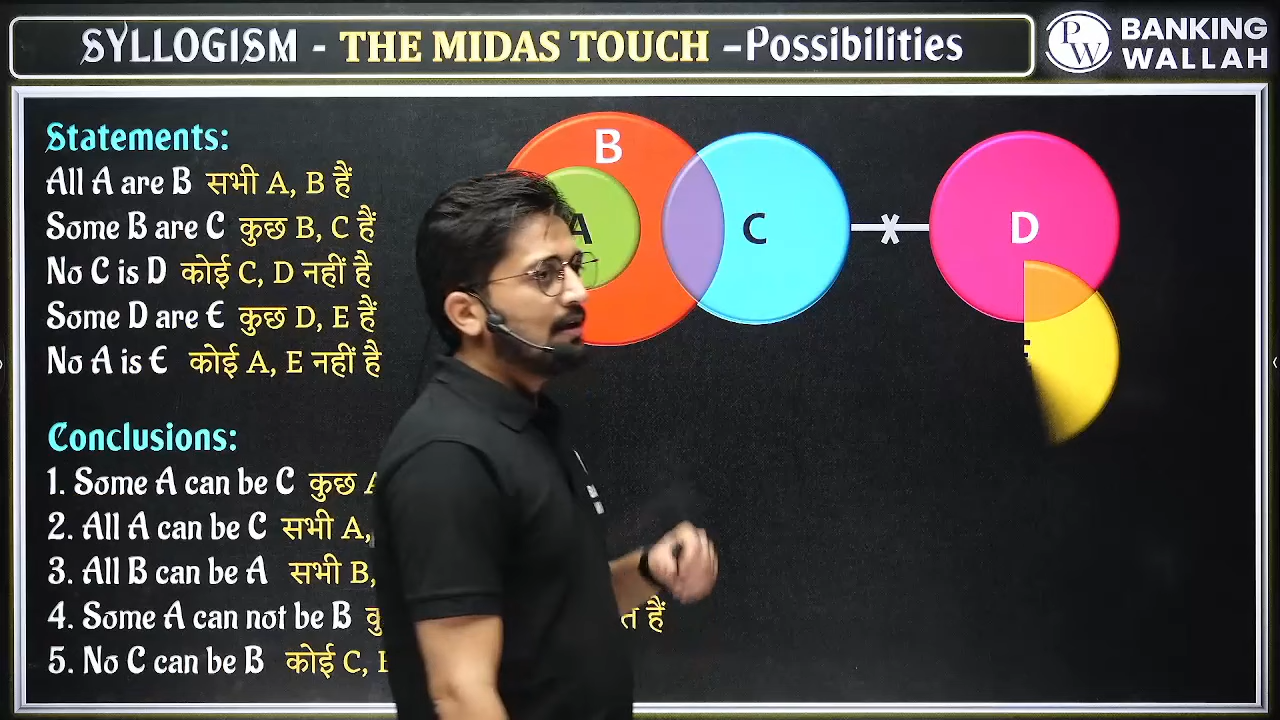 SYLLOGISM - THE MIDAS TOUCH -Possibilities
PW BANKING WALLAH
Statements:
All A are B सभी A, B हैं
Some B are C कुछ B, C हैं
No C is D कोई C, D नहीं है
Some D are E कुछ D, E हैं
No A is E कोई A, E नहीं है
Conclusions:
1. Some A can be C कुछ
2. All A can be C सभी A,
3. All B can be A सभी B,
4. Some A can not be B हैं
5. No C can be B कोई C,
B
A
C
D